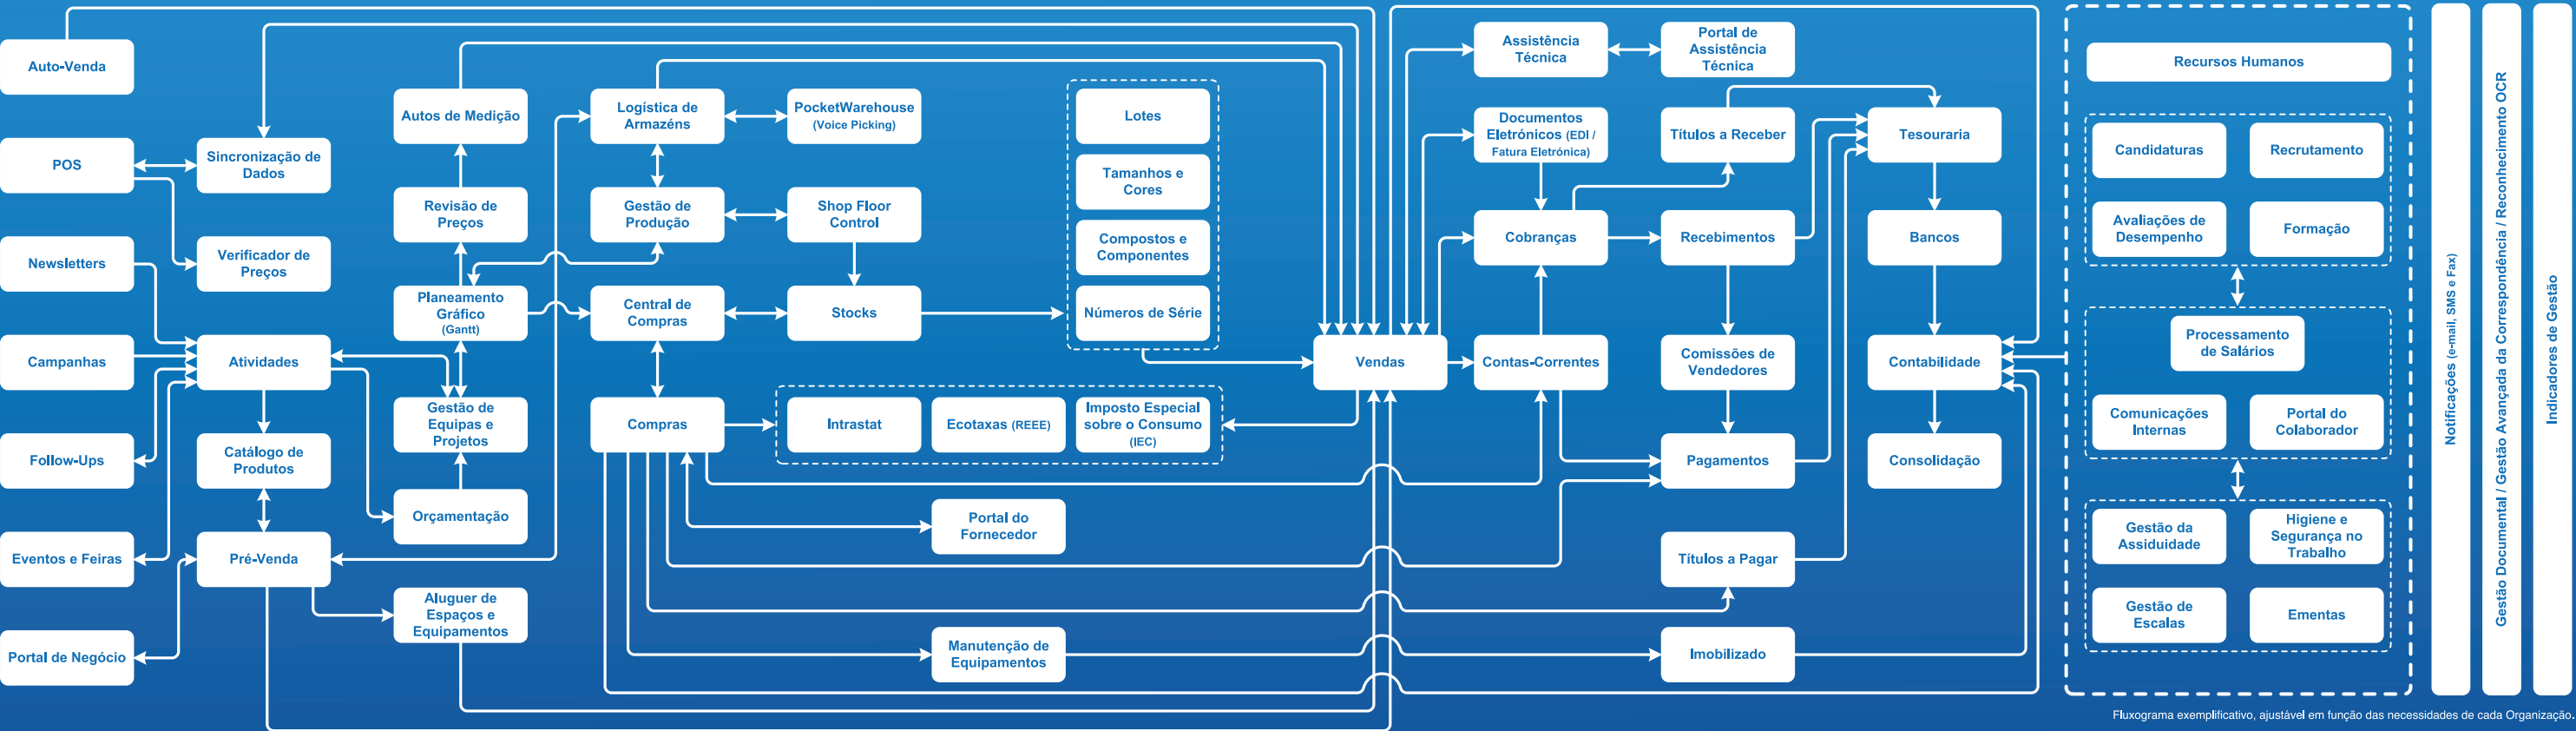 Auto-Venda
POS
Newsletters
Campanhas
Follow-Ups
Eventos e Feiras
Portal de Negócio
Sincronização de
Dados
Verificador de
Preços
Atividades
Catálogo de
Produtos
Pré-Venda
Autos de Medição
Revisão de
Preços
Planeamento
Gráfico
(Gantt)
Gestão de
Equipas e
Projetos
Orçamentação
Aluguer de
Espaços e
Equipamentos
Logística de
Armazéns
Gestão de
Produção
Central de
Compras
Compras
PocketWarehouse
(Voice Picking)
Shop Floor
Control
Stocks
Intrastat
Ecotaxas (REEE)
Imposto Especial
sobre o Consumo
(IEC)
Portal do
Fornecedor
Manutenção de
Equipamentos
Lotes
Tamanhos e
Cores
Compostos e
Componentes
Números de Série
Vendas
Assistência
Técnica
Portal de
Assistência
Técnica
Documentos
Eletrónicos (EDI /
Fatura Eletrónica)
Cobranças
Contas-Correntes
Títulos a Receber
Recebimentos
Comissões de
Vendedores
Pagamentos
Títulos a Pagar
Imobilizado
Tesouraria
Bancos
Contabilidade
Consolidação
Recursos Humanos
Candidaturas
Recrutamento
Avaliações de
Desempenho
Formação
Processamento
de Salários
Comunicações
Internas
Portal do
Colaborador
Gestão da
Assiduidade
Higiene e
Segurança no
Trabalho
Gestão de
Escalas
Ementas
Notificações (e-mail, SMS e Fax)
Gestão Documental / Gestão Avançada da Correspondência / Reconhecimento OCR
Indicadores de Gestão
Fluxograma exemplificativo, ajustável em função das necessidades de cada Organização.